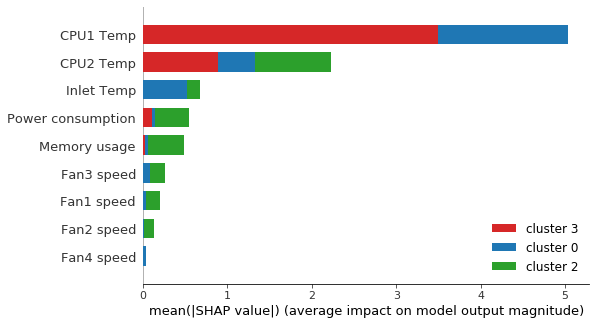 CPU1 Temp
CPU2 Temp
Inlet Temp
Power consumption
Memory usage
Fan3 speed
Fan1 speed
Fan2 speed
Fan4 speed
cluster 3
cluster 0
cluster 2
0 1 2 3 4 5
mean(|SHAP value|) (average impact on model output magnitude)